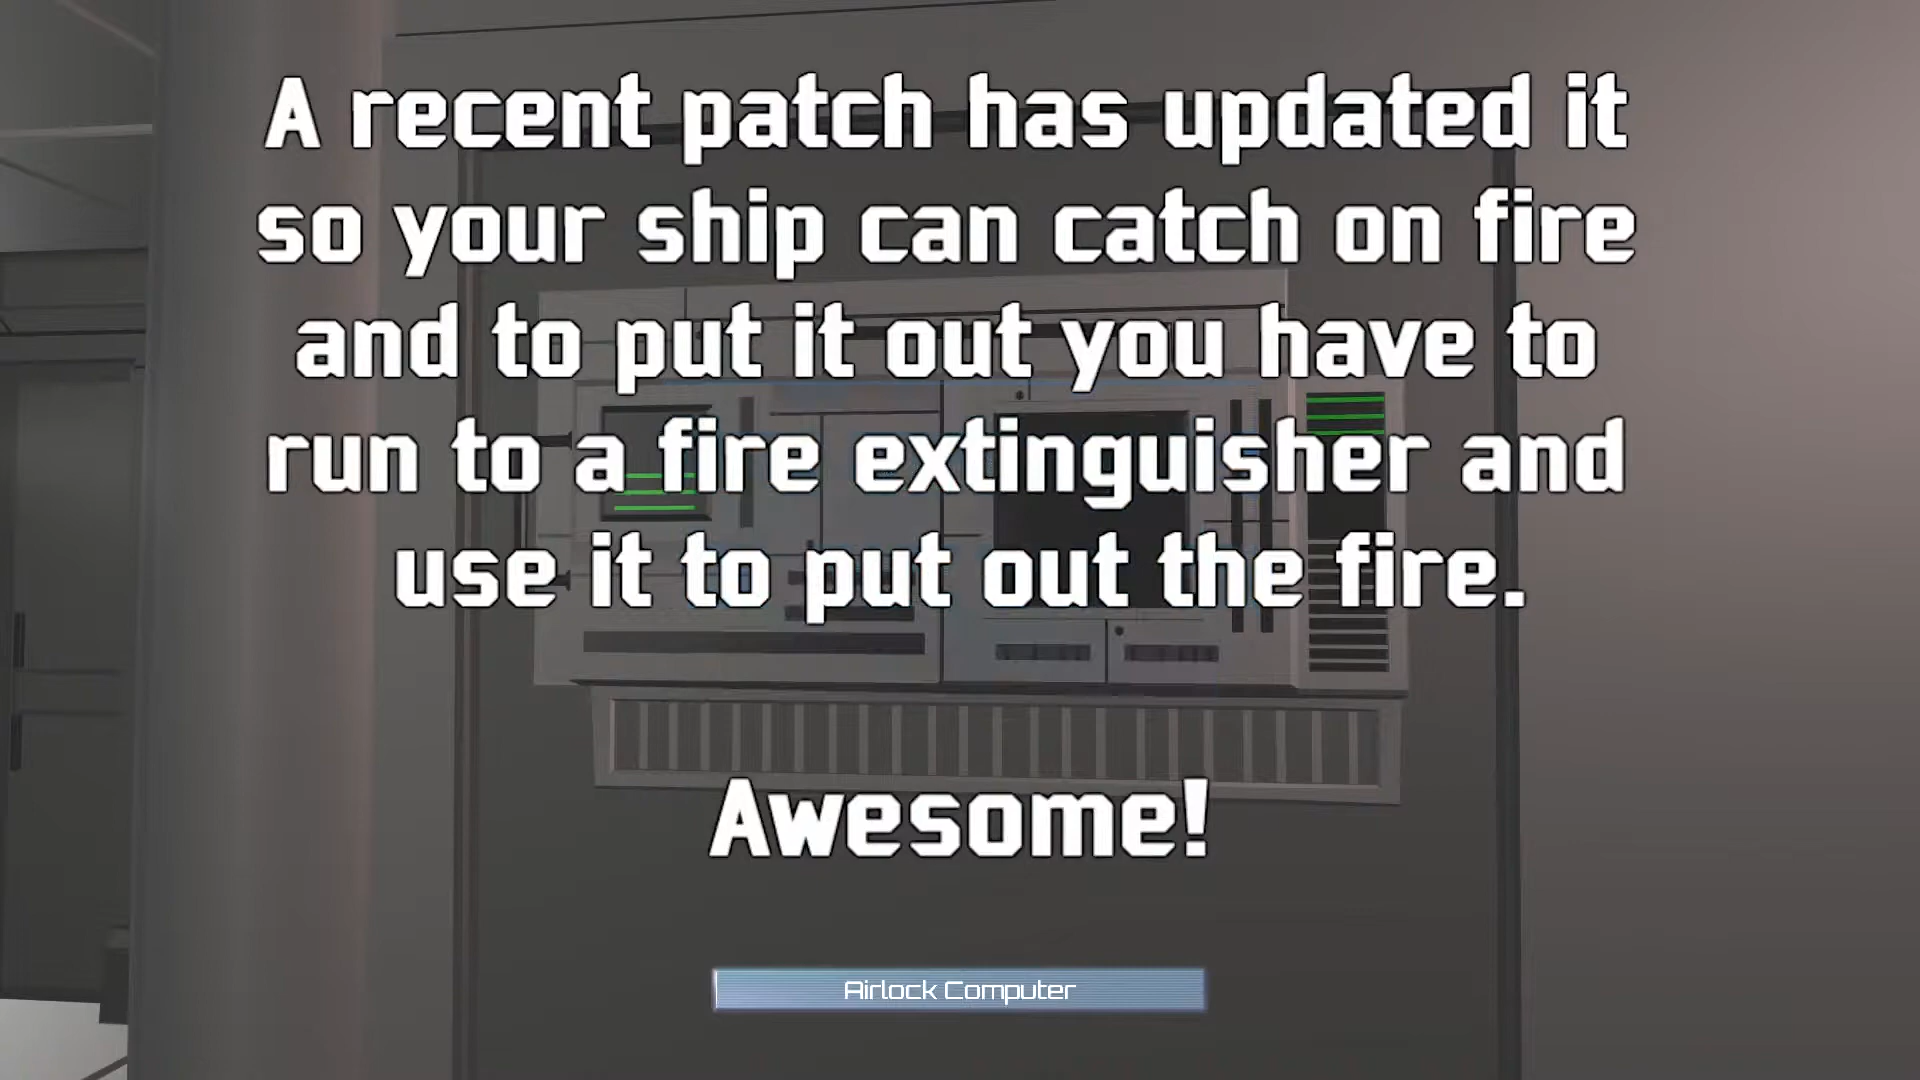 A recent patch has updated it
so your ship can catch on fire
and to put it out you have to
run to a fire extinguisher and
use it to put out the fire.
Awesome!
Airlock Computer